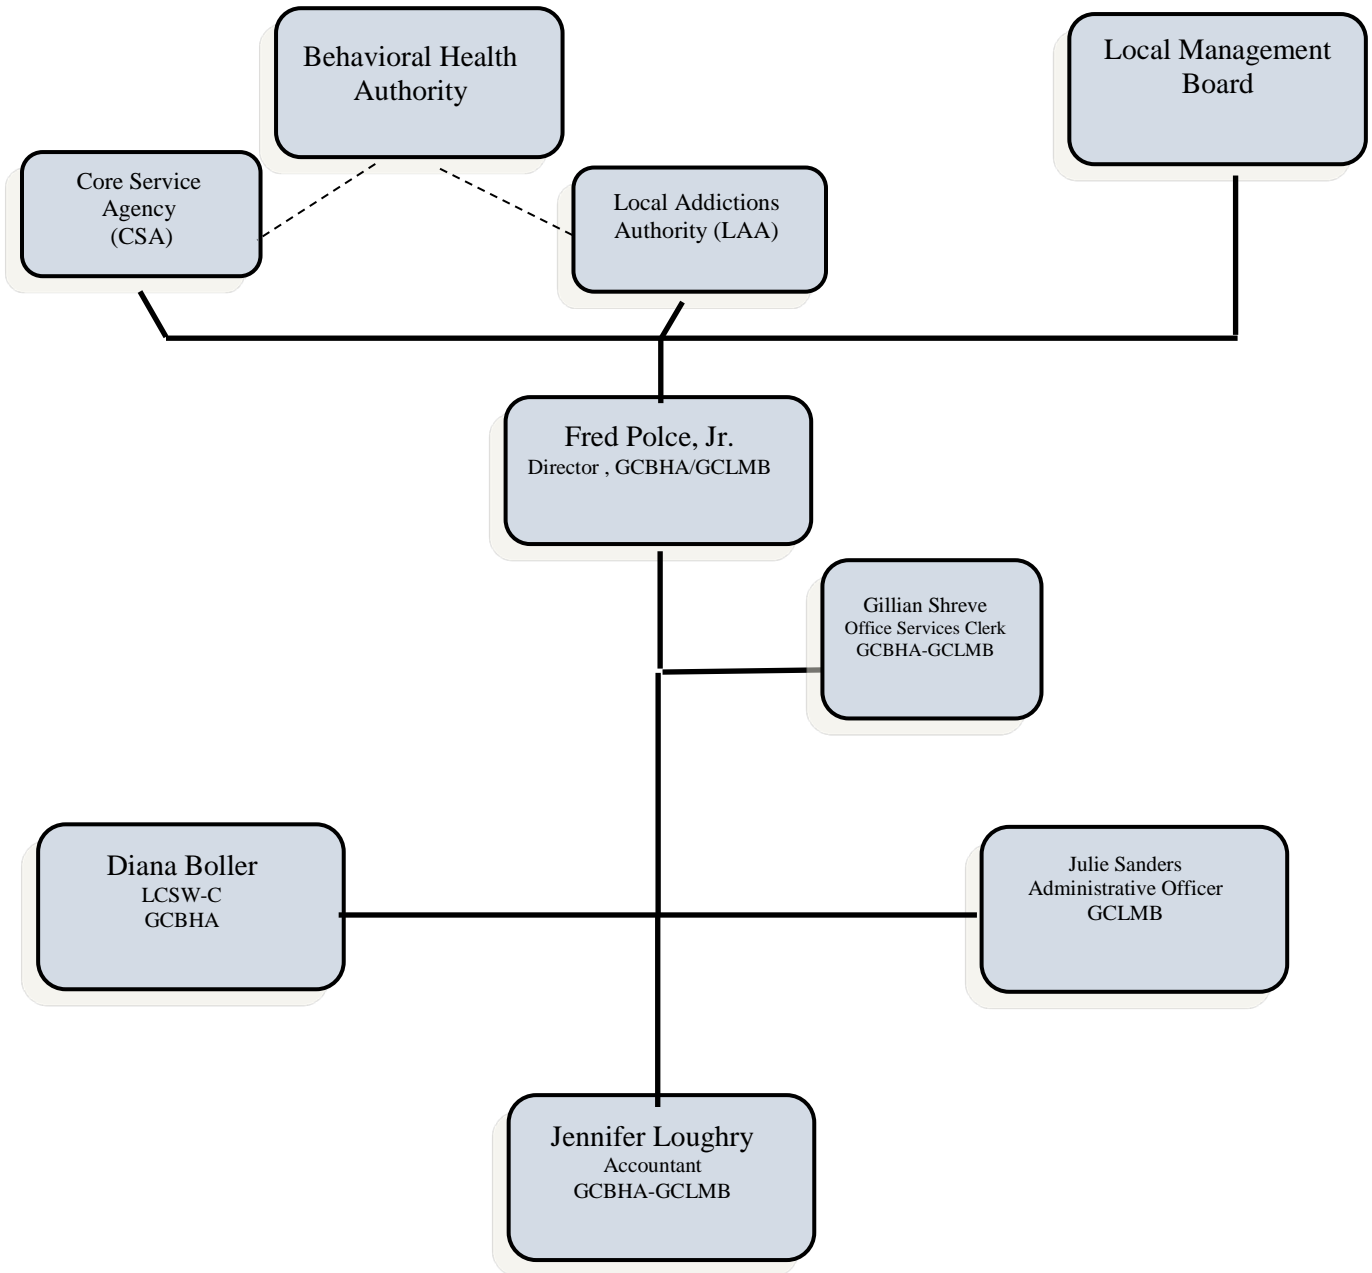 Behavioral Health
Authority
Local Management
Board
Core Service
Agency
(CSA)
Local Addictions
Authority (LAA)
Fred Polce, Jr.
Director , GCBHA/GCLMB
Gillian Shreve
Office Services Clerk
GCBHA-GCLMB
Diana Boller
LCSW-C
GCBHA
Julie Sanders
Administrative Officer
GCLMB
Jennifer Loughry
Accountant
GCBHA-GCLMB